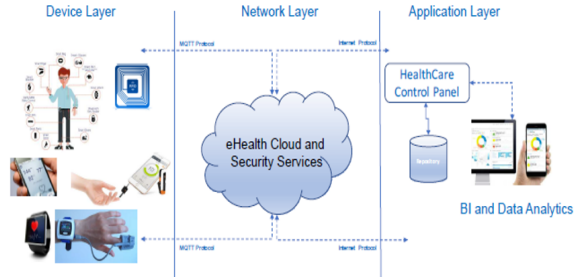 Device Layer
Network Layer
Application Layer
MQTT Protocol
Internet Protocol
HealthCare
Control Panel
eHealth Cloud and
Security Services
Repository
BI and Data Analytics
MQTT Protocol
Internet Protocol